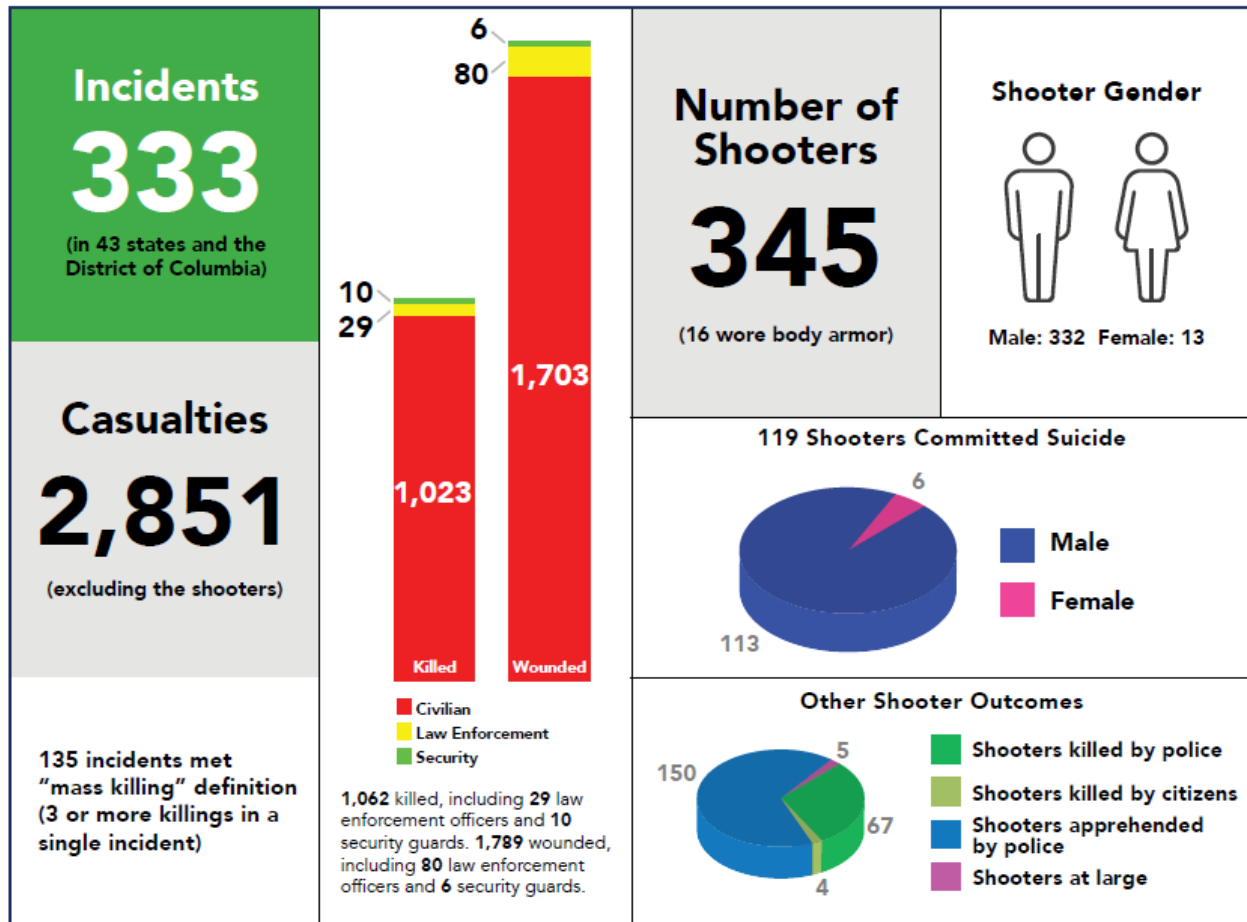 Incidents
333
(in 43 states and the
District of Columbia)
Casualties
2,851
(excluding the shooters)
135 incidents met
“mass killing” definition
(3 or more killings in a
single incident)
6
80
10
29
1,703
1,023
Killed
Wounded
Civilian
Law Enforcement
Security
1,062 killed, including 29 law
enforcement officers and 10
security guards. 1,789 wounded,
including 80 law enforcement
officers and 6 security guards.
Number of
Shooters
345
(16 wore body armor)
Shooter Gender
Male: 332 Female: 13
119 Shooters Committed Suicide
6
113
Male
Female
Other Shooter Outcomes
150
5
67
4
Shooters killed by police
Shooters killed by citizens
Shooters apprehended
by police
Shooters at large